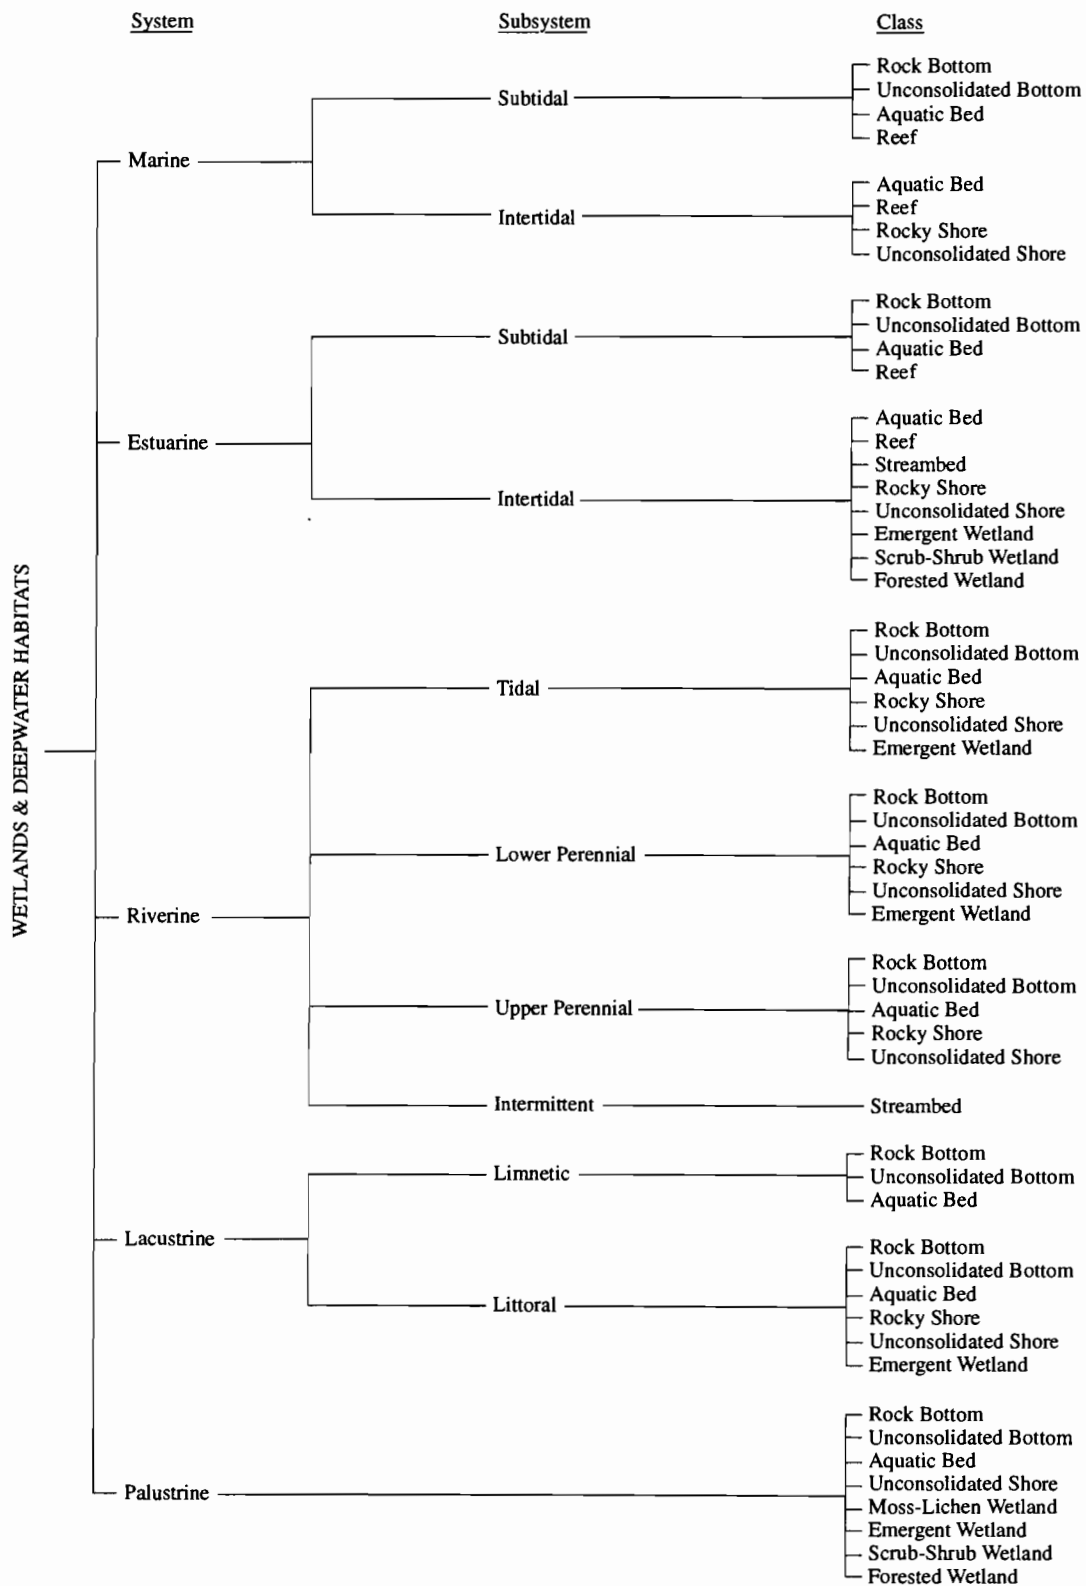 System Subsystem Class
Rock Bottom
Subtidal Unconsolidated Bottom
Aquatic Bed
Reef
Marine
Aquatic Bed
Intertidal Reef
Rocky Shore
Unconsolidated Shore
Rock Bottom
Subtidal Unconsolidated Bottom
Aquatic Bed
Reef
Aquatic Bed
Estuarine Reef
Streambed
Rocky Shore
Intertidal Unconsolidated Shore
Emergent Wetland
Scrub-Shrub Wetland
Forested Wetland
WETLANDS & DEEPWATER HABITATS
Rock Bottom
Unconsolidated Bottom
Aquatic Bed
Tidal Rocky Shore
Unconsolidated Shore
Emergent Wetland
Rock Bottom
Unconsolidated Bottom
Aquatic Bed
Lower Perennial Rocky Shore
Unconsolidated Shore
Riverine Emergent Wetland
Rock Bottom
Unconsolidated Bottom
Upper Perennial Aquatic Bed
Rocky Shore
Unconsolidated Shore
Intermittent Streambed
Rock Bottom
Limnetic Unconsolidated Bottom
Aquatic Bed
Lacustrine Rock Bottom
Unconsolidated Bottom
Aquatic Bed
Littoral Rocky Shore
Unconsolidated Shore
Emergent Wetland
Rock Bottom
Unconsolidated Bottom
Aquatic Bed
Unconsolidated Shore
Palustrine Moss-Lichen Wetland
Emergent Wetland
Scrub-Shrub Wetland
Forested Wetland